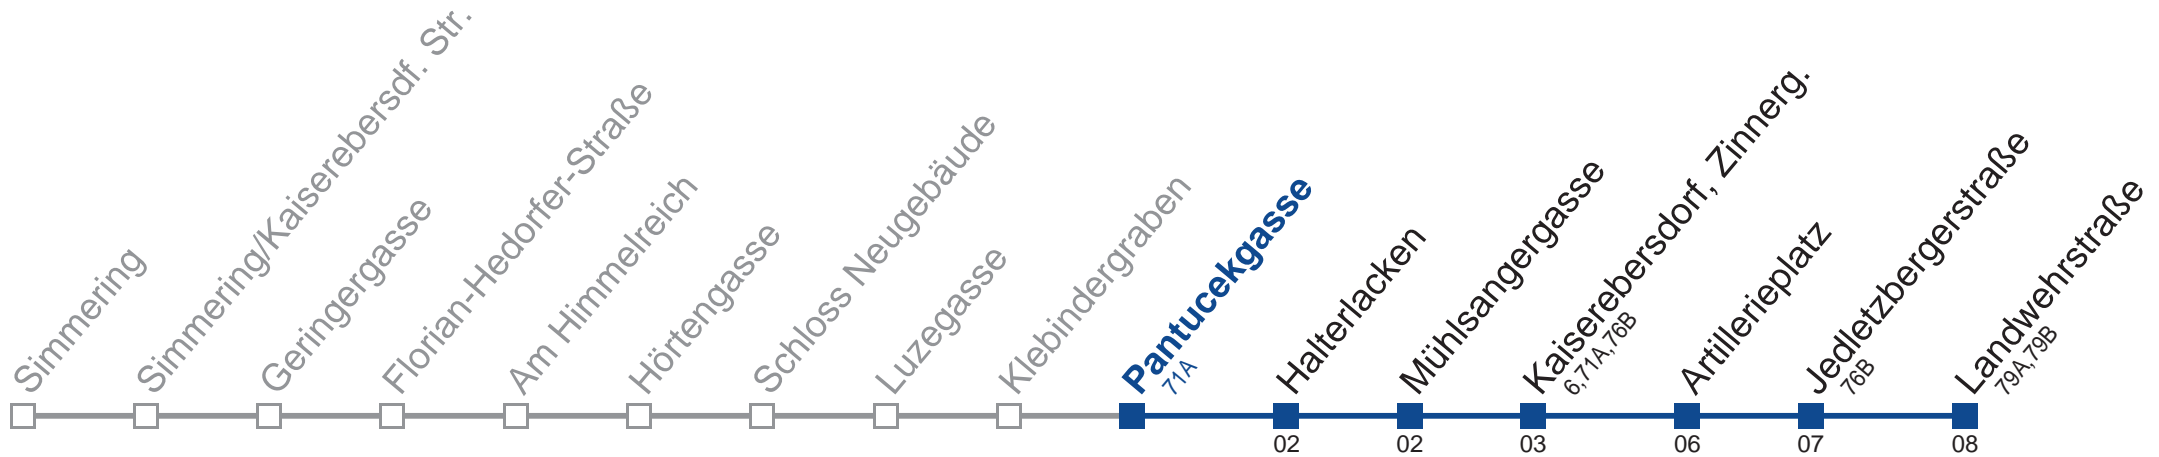 Simmering
Simmering/Kaiserebersdf. Str.
Geringergasse
Florian-Hedorfer-Straße
Am Himmelreich
Hörtengasse
Schloss Neugebäude
Luzegasse
Klebindergraben
Pantucekgasse
71A
Halterlacken
02
Mühlsangergasse
02
Kaiserebersdorf, Zinnerg.
6,71A,76B
03
Artillerieplatz
06
Jedletzbergerstraße
76B
07
Landwehrstraße
79A,79B
08